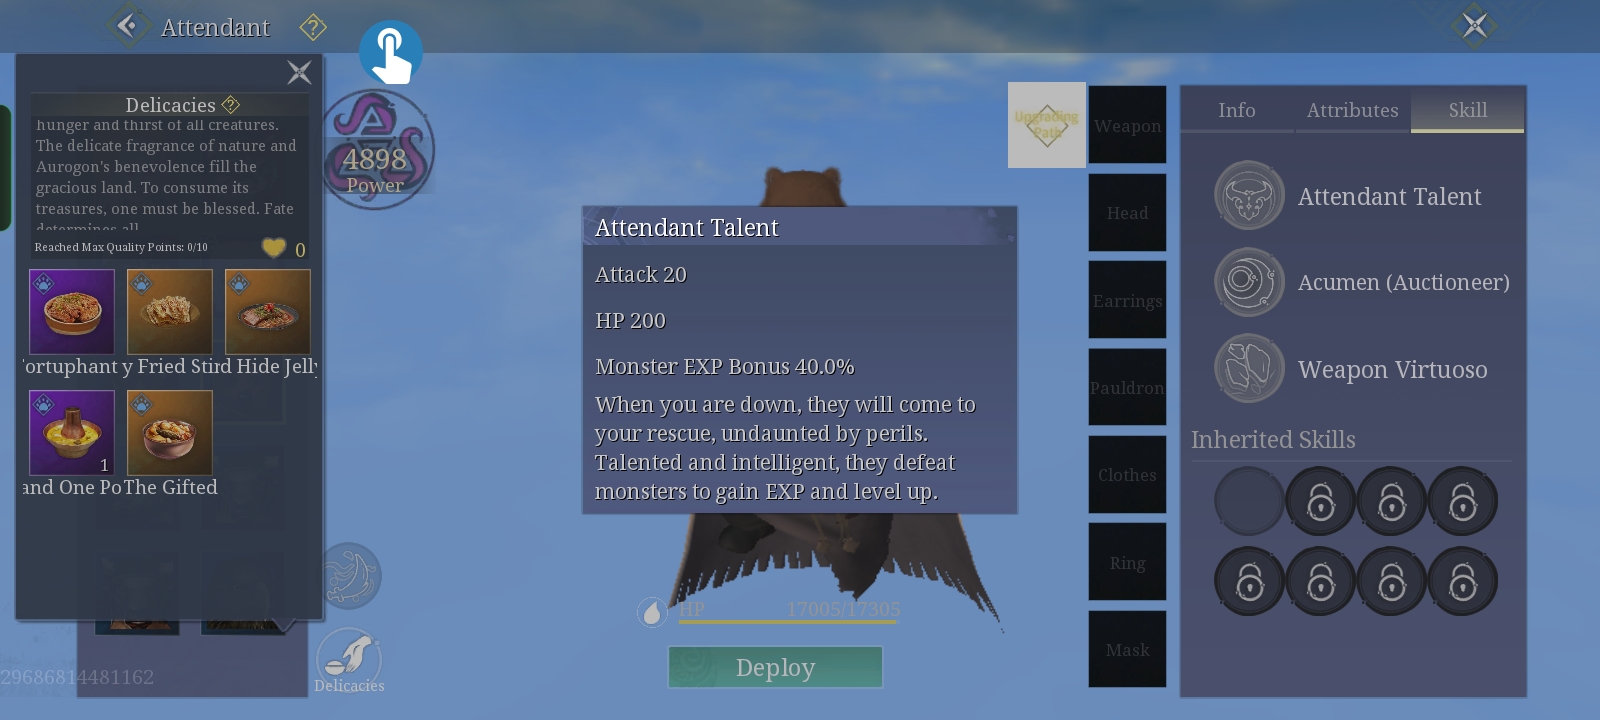 Attendant ?
Delicacies ?
hunger and thirst of all creatures.
The delicate fragrance of nature and
Aurogon's benevolence fill the
gracious land. To consume its
treasures, one must be blessed. Fate
determines all
Reached Max Quality Points: 0/10
0
ortuphant
y Fried Stir
d Hide Jelly
1
and One Po
The Gifted
4898
Power
Delicacies
29686814481162
Attendant Talent
Attack 20
HP 200
Monster EXP Bonus 40.0%
When you are down, they will come to
your rescue, undaunted by perils.
Talented and intelligent, they defeat
monsters to gain EXP and level up.
HP 17005/17305
Deploy
Upgrading
Path
Weapon
Head
Earrings
Pauldron
Clothes
Ring
Mask
Info Attributes Skill
Attendant Talent
Acumen (Auctioneer)
Weapon Virtuoso
Inherited Skills